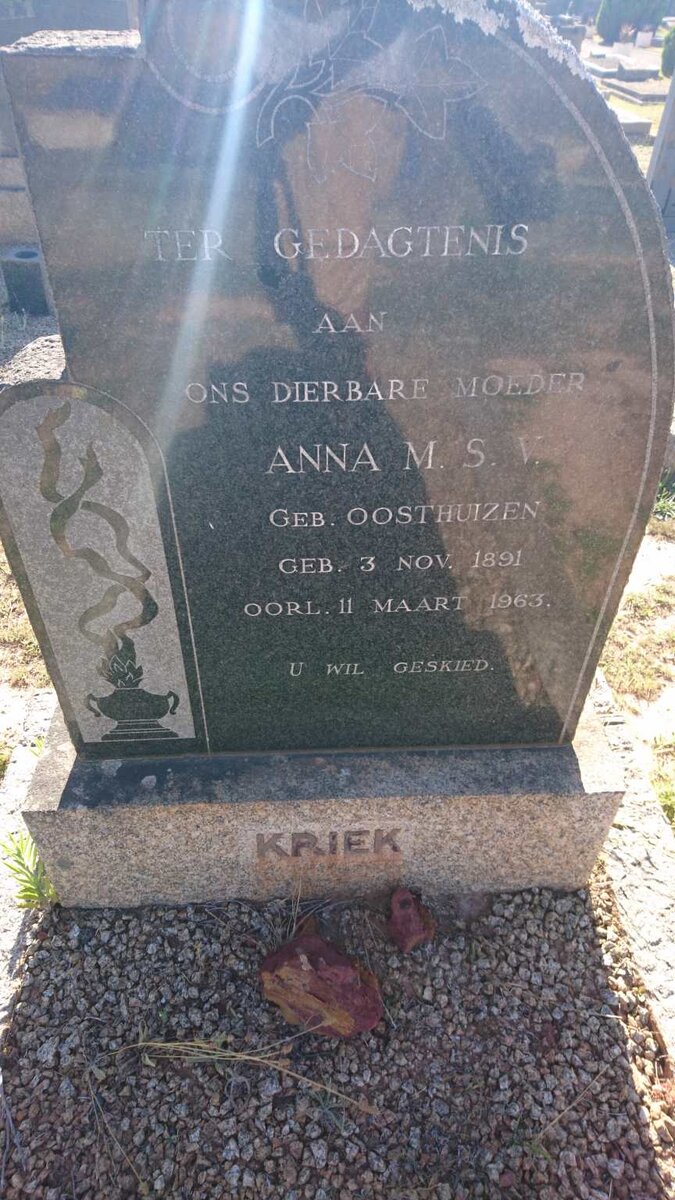 TER GEDAGTENIS
AAN
ONS DIERBARE MOEDER
ANNA M. S. V.
GEB. OOSTHUIZEN
GEB. 3 NOV. 1891
OORL. 11 MAART 1963.
U WIL GESKIED.
KRIEK